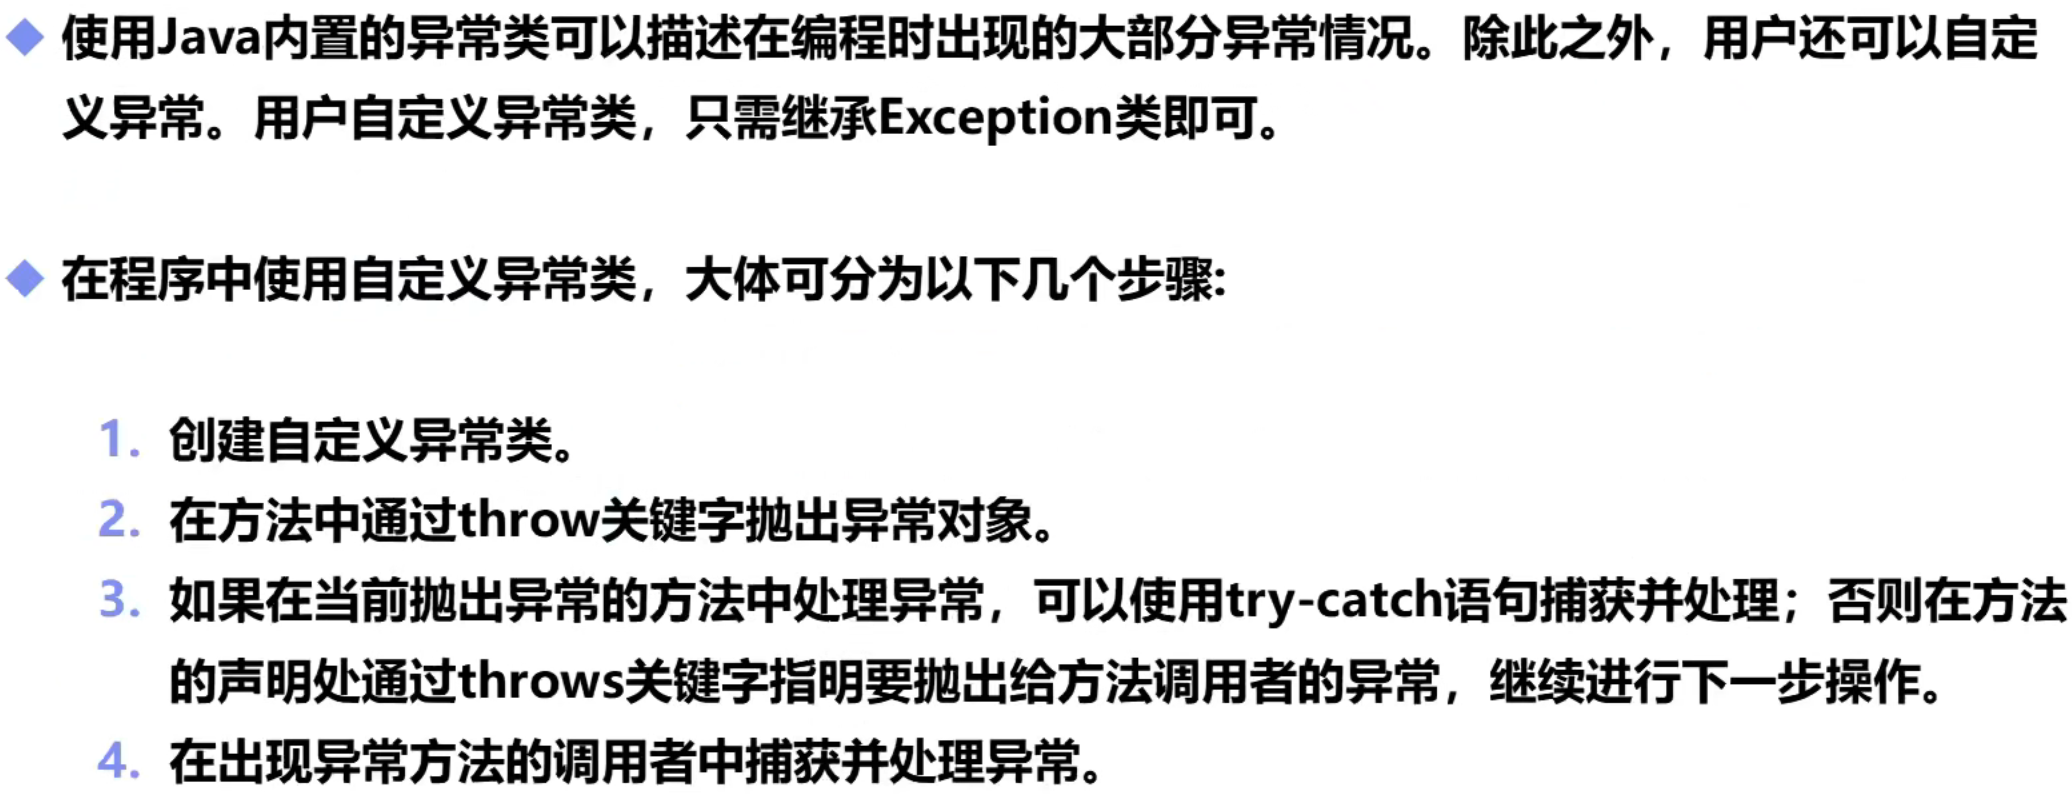 ◆ 使用Java内置的异常类可以描述在编程时出现的大部分异常情况。除此之外，用户还可以自定
义异常。用户自定义异常类，只需继承Exception类即可。
◆ 在程序中使用自定义异常类，大体可分为以下几个步骤:
1. 创建自定义异常类。
2. 在方法中通过throw关键字抛出异常对象。
3. 如果在当前抛出异常的方法中处理异常，可以使用try-catch语句捕获并处理；否则在方法
的声明处通过throws关键字指明要抛出给方法调用者的异常，继续进行下一步操作。
4. 在出现异常方法的调用者中捕获并处理异常。